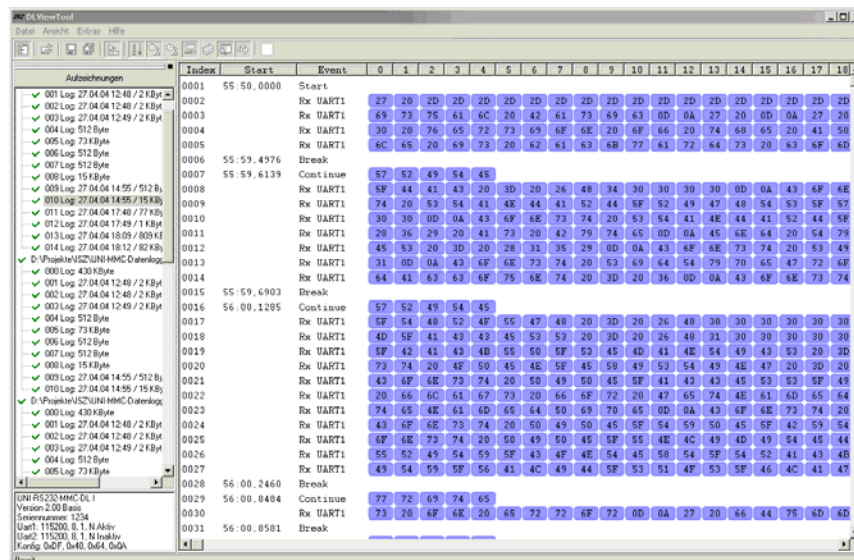 DLViewTool
Datei Ansicht Extras Hilfe
Aufzeichnungen
001 Log: 27.04.04 12:48 / 2 KByt
002 Log: 27.04.04 12:48 / 2 KByt
003 Log: 27.04.04 12:49 / 2 KByt
004 Log: 512 Byte
005 Log: 73 KByte
006 Log: 512 Byte
007 Log: 512 Byte
008 Log: 15 KByte
009 Log: 27.04.04 14:55 / 512 B
010 Log: 27.04.04 14:55 / 15 KB
011 Log: 27.04.04 17:48 / 77 KB
012 Log: 27.04.04 17:49 / 1 KByt
013 Log: 27.04.04 18:09 / 809 KB
014 Log: 27.04.04 18:12 / 82 KB
D:\Projekte\ISZ\UNI-MMC-Datenlogg
000 Log: 430 KByte
001 Log: 27.04.04 12:48 / 2 KByt
002 Log: 27.04.04 12:48 / 2 KByt
003 Log: 27.04.04 12:49 / 2 KByt
004 Log: 512 Byte
005 Log: 73 KByte
006 Log: 512 Byte
007 Log: 512 Byte
008 Log: 15 KByte
009 Log: 27.04.04 14:55 / 512 B
010 Log: 27.04.04 14:55 / 15 KB
D:\Projekte\ISZ\UNI-MMC-Datenlogg
000 Log: 430 KByte
001 Log: 27.04.04 12:48 / 2 KByt
002 Log: 27.04.04 12:48 / 2 KByt
003 Log: 27.04.04 12:49 / 2 KByt
004 Log: 512 Byte
005 Log: 73 KByte
UNI-RS232-MMC-DL I
Version 2.00 Basis
Seriennummer: 1234
Uart1: 115200, 8, 1, N Aktiv
Uart2: 115200, 8, 1, N Inaktiv
Konfig: 0xDF, 0x40, 0x64, 0x0A
Bereit
Index Start Event 0 1 2 3 4 5 6 7 8 9 10 11 12 13 14 15 16 17 18
0001 55:50,0000 Start
0002 Rx UART1 27 20 2D 2D 2D 2D 2D 2D 2D 2D 2D 2D 2D 2D 2D 2D 2D 2D 2D
0003 Rx UART1 69 73 75 61 6C 20 42 61 73 69 63 0D 0A 27 20 0D 0A 27 20
0004 Rx UART1 30 20 76 65 72 73 69 6F 6E 20 6F 66 20 74 68 65 20 41 50
0005 Rx UART1 6C 65 20 69 73 20 62 61 63 6B 77 61 72 64 73 20 63 6F 6D
0006 55:59,4976 Break
0007 55:59,6139 Continue 57 52 49 54 45
0008 Rx UART1 5F 44 41 43 20 3D 20 26 48 34 30 30 30 30 0D 0A 43 6F 6E
0009 Rx UART1 74 20 53 54 41 4E 44 41 52 44 5F 52 49 47 48 54 53 5F 57
0010 Rx UART1 30 30 0D 0A 43 6F 6E 73 74 20 53 54 41 4E 44 41 52 44 5F
0011 Rx UART1 28 36 29 20 41 73 20 42 79 74 65 0D 0A 45 6E 64 20 54 79
0012 Rx UART1 45 53 20 3D 20 28 31 35 29 0D 0A 43 6F 6E 73 74 20 53 49
0013 Rx UART1 31 0D 0A 43 6F 6E 73 74 20 53 69 64 54 79 70 65 47 72 6F
0014 Rx UART1 64 41 63 63 6F 75 6E 74 20 3D 20 36 0D 0A 43 6F 6E 73 74
0015 55:59,6903 Break
0016 56:00,1285 Continue 57 52 49 54 45
0017 Rx UART1 5F 54 48 52 4F 55 47 48 20 3D 20 26 48 38 30 30 30 30 30
0018 Rx UART1 4D 5F 41 43 43 45 53 53 20 3D 20 26 48 31 30 30 30 30 30
0019 Rx UART1 5F 42 41 43 4B 55 50 5F 53 45 4D 41 4E 54 49 43 53 20 3D
0020 Rx UART1 73 74 20 4F 50 45 4E 5F 45 58 49 53 54 49 4E 47 20 3D 20
0021 Rx UART1 43 6F 6E 73 74 20 50 49 50 45 5F 41 43 43 45 53 53 5F 49
0022 Rx UART1 20 66 6C 61 67 73 20 66 6F 72 20 47 65 74 4E 61 6D 65 64
0023 Rx UART1 74 65 4E 61 6D 65 64 50 69 70 65 0D 0A 43 6F 6E 73 74 20
0024 Rx UART1 43 6F 6E 73 74 20 50 49 50 45 5F 54 59 50 45 5F 42 59 54
0025 Rx UART1 6F 6E 73 74 20 50 49 50 45 5F 55 4E 4C 49 4D 49 54 45 44
0026 Rx UART1 55 52 49 54 59 5F 43 4F 4E 54 45 58 54 5F 54 52 41 43 4B
0027 Rx UART1 49 54 59 5F 56 41 4C 49 44 5F 53 51 4F 53 5F 46 4C 41 47
0028 56:00,2460 Break
0029 56:00,8484 Continue 77 72 69 74 65
0030 Rx UART1 73 20 6F 6E 20 65 72 72 6F 72 0D 0A 27 20 66 44 75 6D 6D
0031 56:00,8581 Break